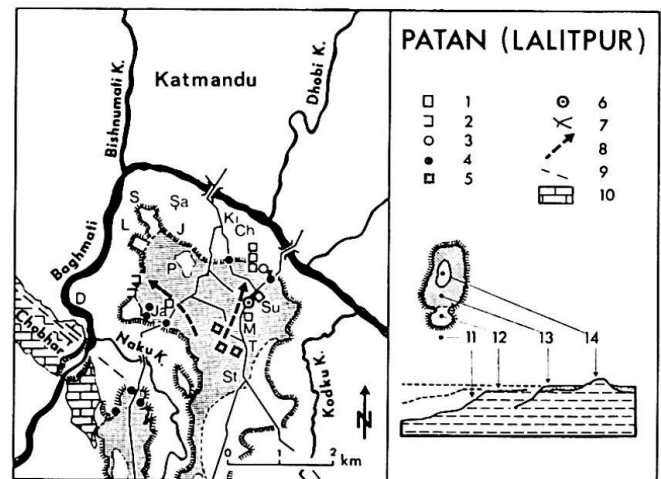 PATAN (LALITPUR)
Katmandu
Bishnumati K.
Dhobi K.
Baghmati
Chobhar
Naku K.
Kodku K.
S
Şa
L
J
Ki
Ch
P
D
Ja
Su
M
T
St
N
0 1 2
km
1
2
3
4
5
6
7
8
9
10
11 12 13 14